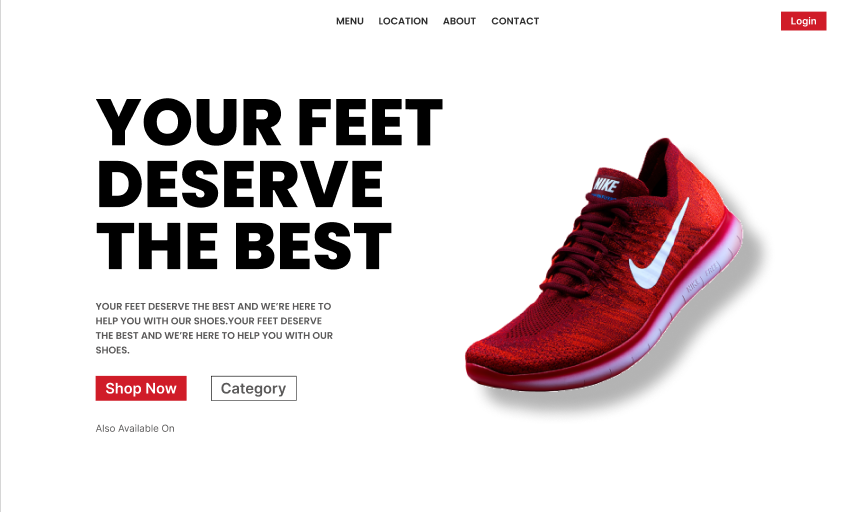 MENU LOCATION ABOUT CONTACT Login
YOUR FEET
DESERVE
THE BEST
YOUR FEET DESERVE THE BEST AND WE'RE HERE TO
HELP YOU WITH OUR SHOES.YOUR FEET DESERVE
THE BEST AND WE'RE HERE TO HELP YOU WITH OUR
SHOES.
Shop Now Category
Also Available On
NIKE